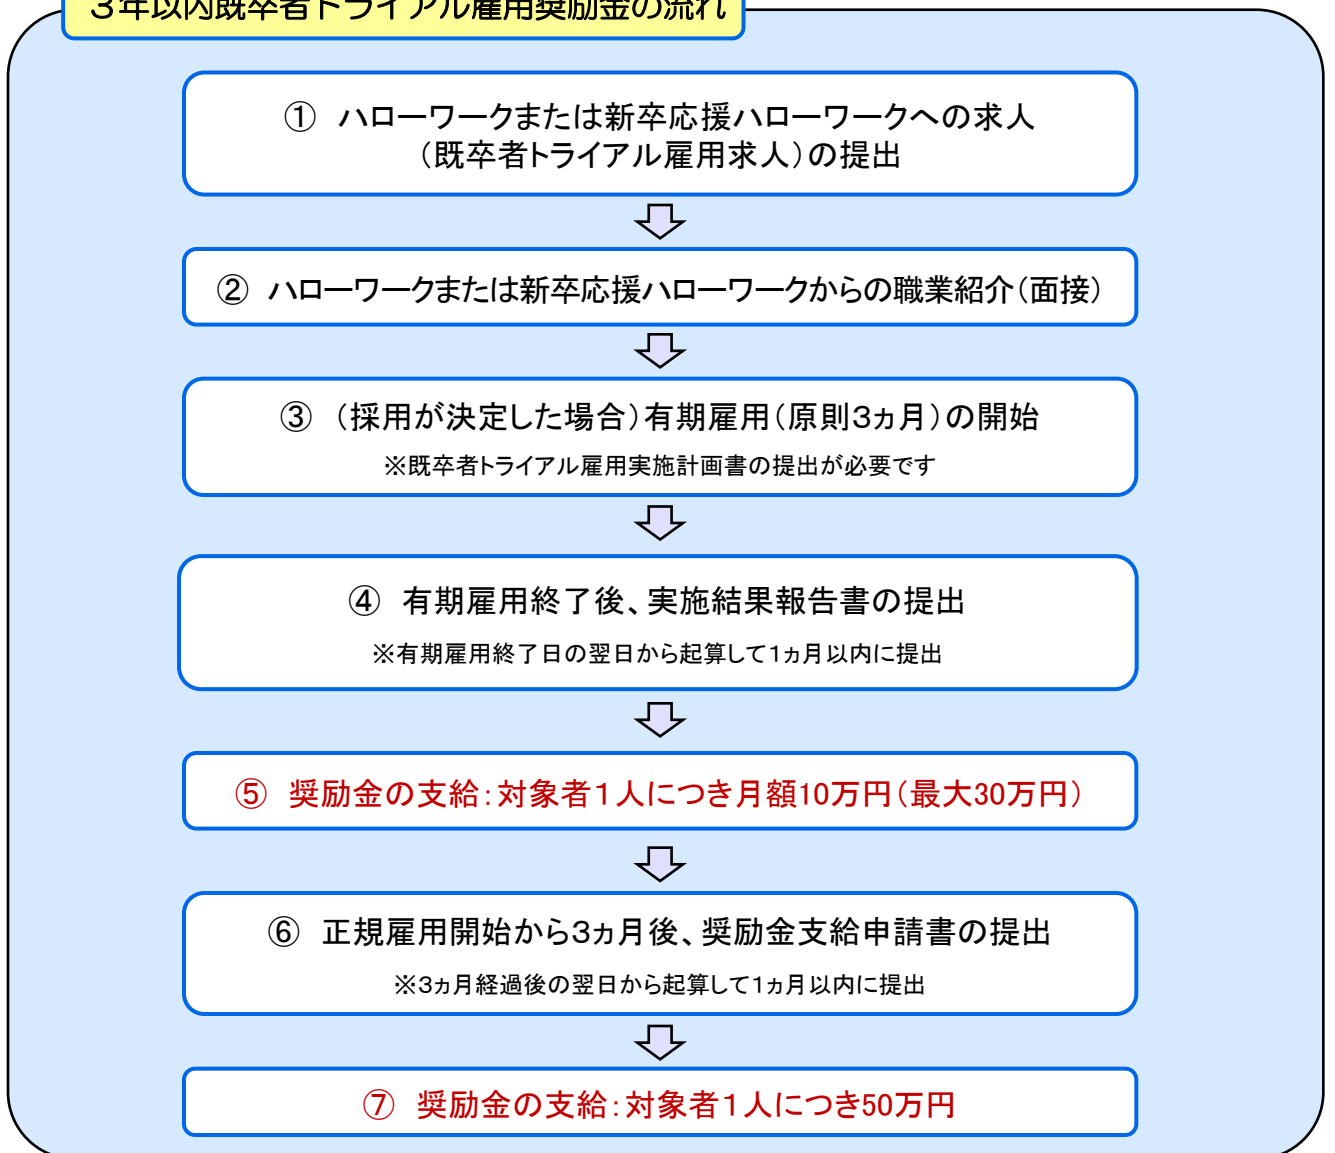 3年以内既卒者トライアル雇用奨励金の流れ
① ハローワークまたは新卒応援ハローワークへの求人
（既卒者トライアル雇用求人）の提出
② ハローワークまたは新卒応援ハローワークからの職業紹介（面接）
③ （採用が決定した場合）有期雇用（原則3ヵ月）の開始
※既卒者トライアル雇用実施計画書の提出が必要です
④ 有期雇用終了後、実施結果報告書の提出
※有期雇用終了日の翌日から起算して1ヵ月以内に提出
⑤ 奨励金の支給：対象者１人につき月額10万円（最大30万円）
⑥ 正規雇用開始から3ヵ月後、奨励金支給申請書の提出
※3ヵ月経過後の翌日から起算して1ヵ月以内に提出
⑦ 奨励金の支給：対象者１人につき50万円